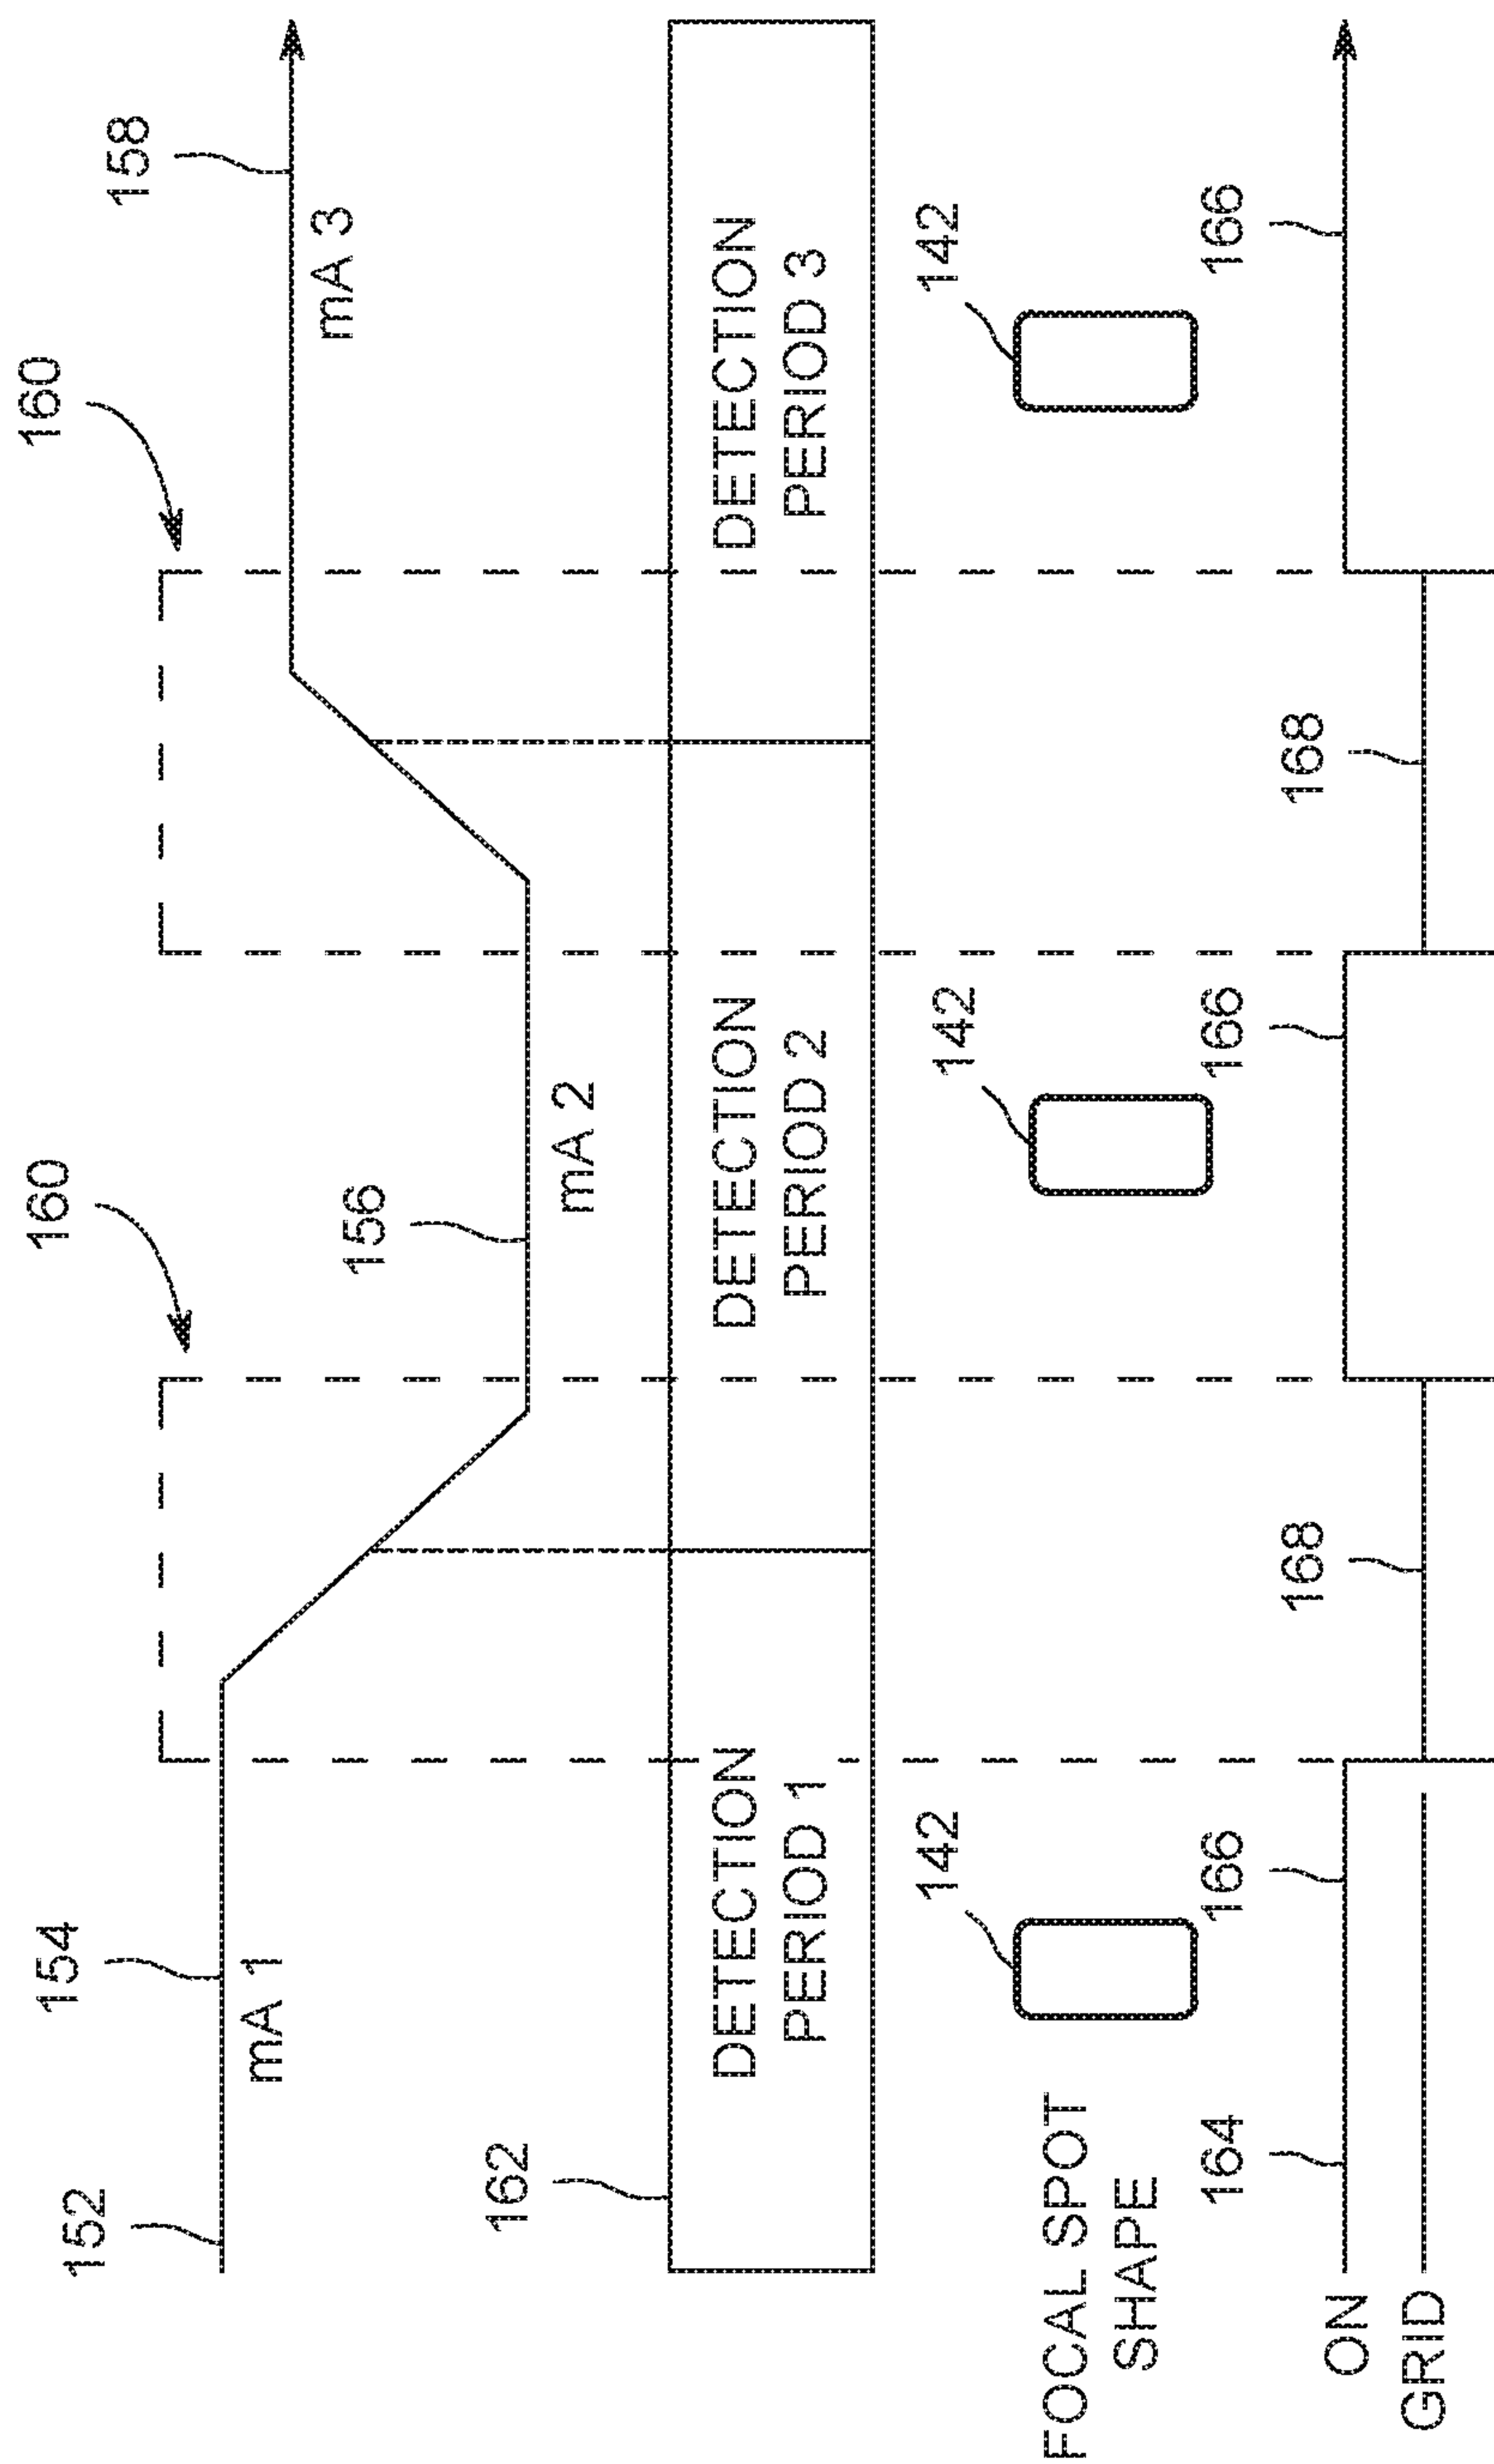 160
160
158
154
152
mA 1
mA 3
156
mA 2
162
DETECTION
PERIOD 1
DETECTION
PERIOD 2
DETECTION
PERIOD 3
142
142
142
FOCAL SPOT
SHAPE
164
166
166
166
168
168
ON
GRID